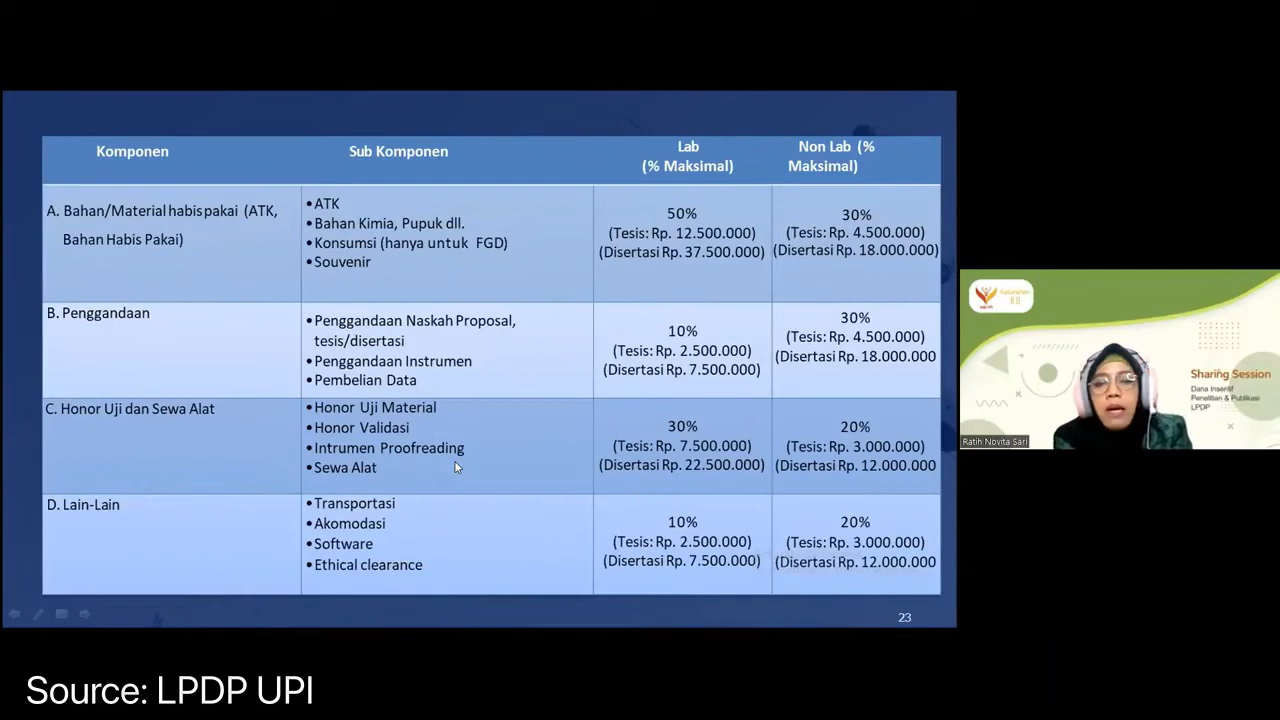 Komponen
Sub Komponen
Lab
(% Maksimal)
Non Lab (%
Maksimal)
A. Bahan/Material habis pakai (ATK,
Bahan Habis Pakai)
•ATK
•Bahan Kimia, Pupuk dll.
•Konsumsi (hanya untuk FGD)
•Souvenir
50%
(Tesis: Rp. 12.500.000)
(Disertasi Rp. 37.500.000)
30%
(Tesis: Rp. 4.500.000)
(Disertasi Rp. 18.000.000)
B. Penggandaan
•Penggandaan Naskah Proposal,
tesis/disertasi
•Penggandaan Instrumen
•Pembelian Data
10%
(Tesis: Rp. 2.500.000)
(Disertasi Rp. 7.500.000)
30%
(Tesis: Rp. 4.500.000)
(Disertasi Rp. 18.000.000
C. Honor Uji dan Sewa Alat
•Honor Uji Material
•Honor Validasi
•Intrumen Proofreading
•Sewa Alat
30%
(Tesis: Rp. 7.500.000)
(Disertasi Rp. 22.500.000)
20%
(Tesis: Rp. 3.000.000)
(Disertasi Rp. 12.000.000
D. Lain-Lain
•Transportasi
•Akomodasi
•Software
•Ethical clearance
10%
(Tesis: Rp. 2.500.000)
(Disertasi Rp. 7.500.000)
20%
(Tesis: Rp. 3.000.000)
(Disertasi Rp. 12.000.000
23
Sharing Session
Dana Insentif
Penelitian & Publikasi
LPDP
Ratih Novita Sari
Source: LPDP UPI